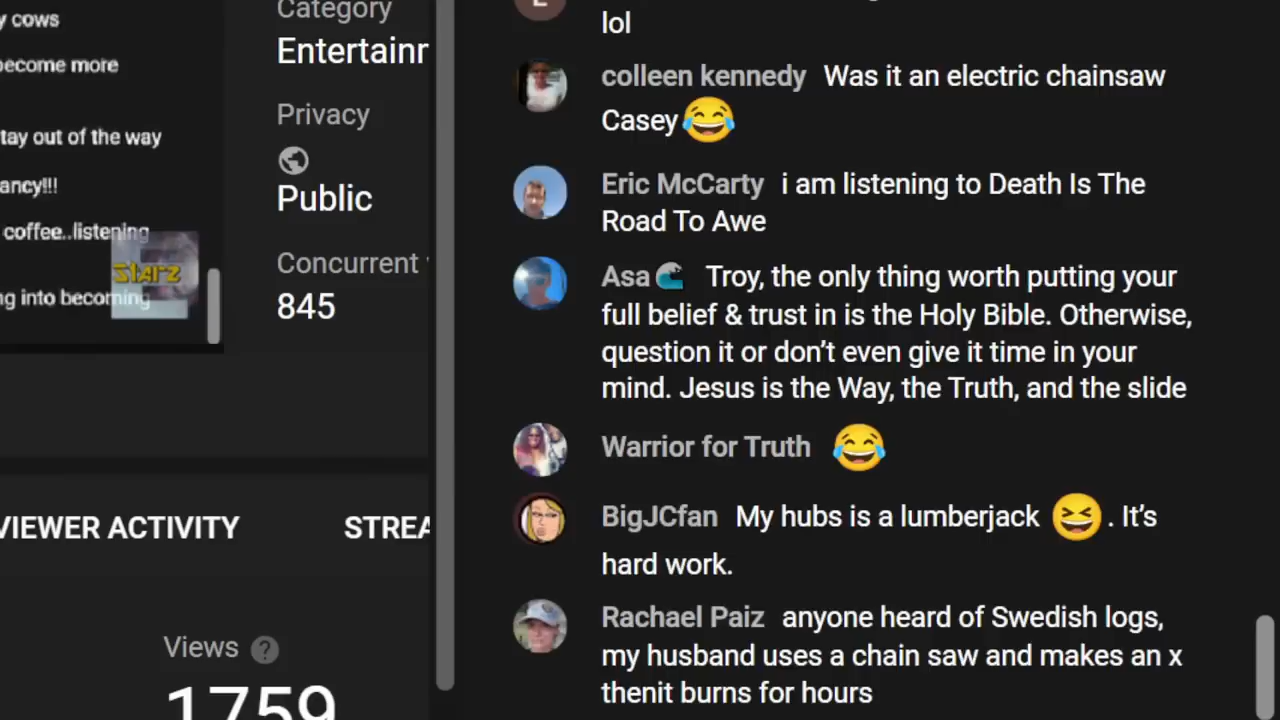 y cows
become more
tay out of the way
ancy!!!
coffee..listening
ng into becoming
Starz
Category
Entertainr
Privacy
Public
Concurrent
845
VIEWER ACTIVITY
STREA
Views ?
1759
lol
colleen kennedy Was it an electric chainsaw
Casey😂
Eric McCarty i am listening to Death Is The
Road To Awe
Asa🌊 Troy, the only thing worth putting your
full belief & trust in is the Holy Bible. Otherwise,
question it or don’t even give it time in your
mind. Jesus is the Way, the Truth, and the slide
Warrior for Truth 😂
BigJCfan My hubs is a lumberjack 😆. It’s
hard work.
Rachael Paiz anyone heard of Swedish logs,
my husband uses a chain saw and makes an x
thenit burns for hours